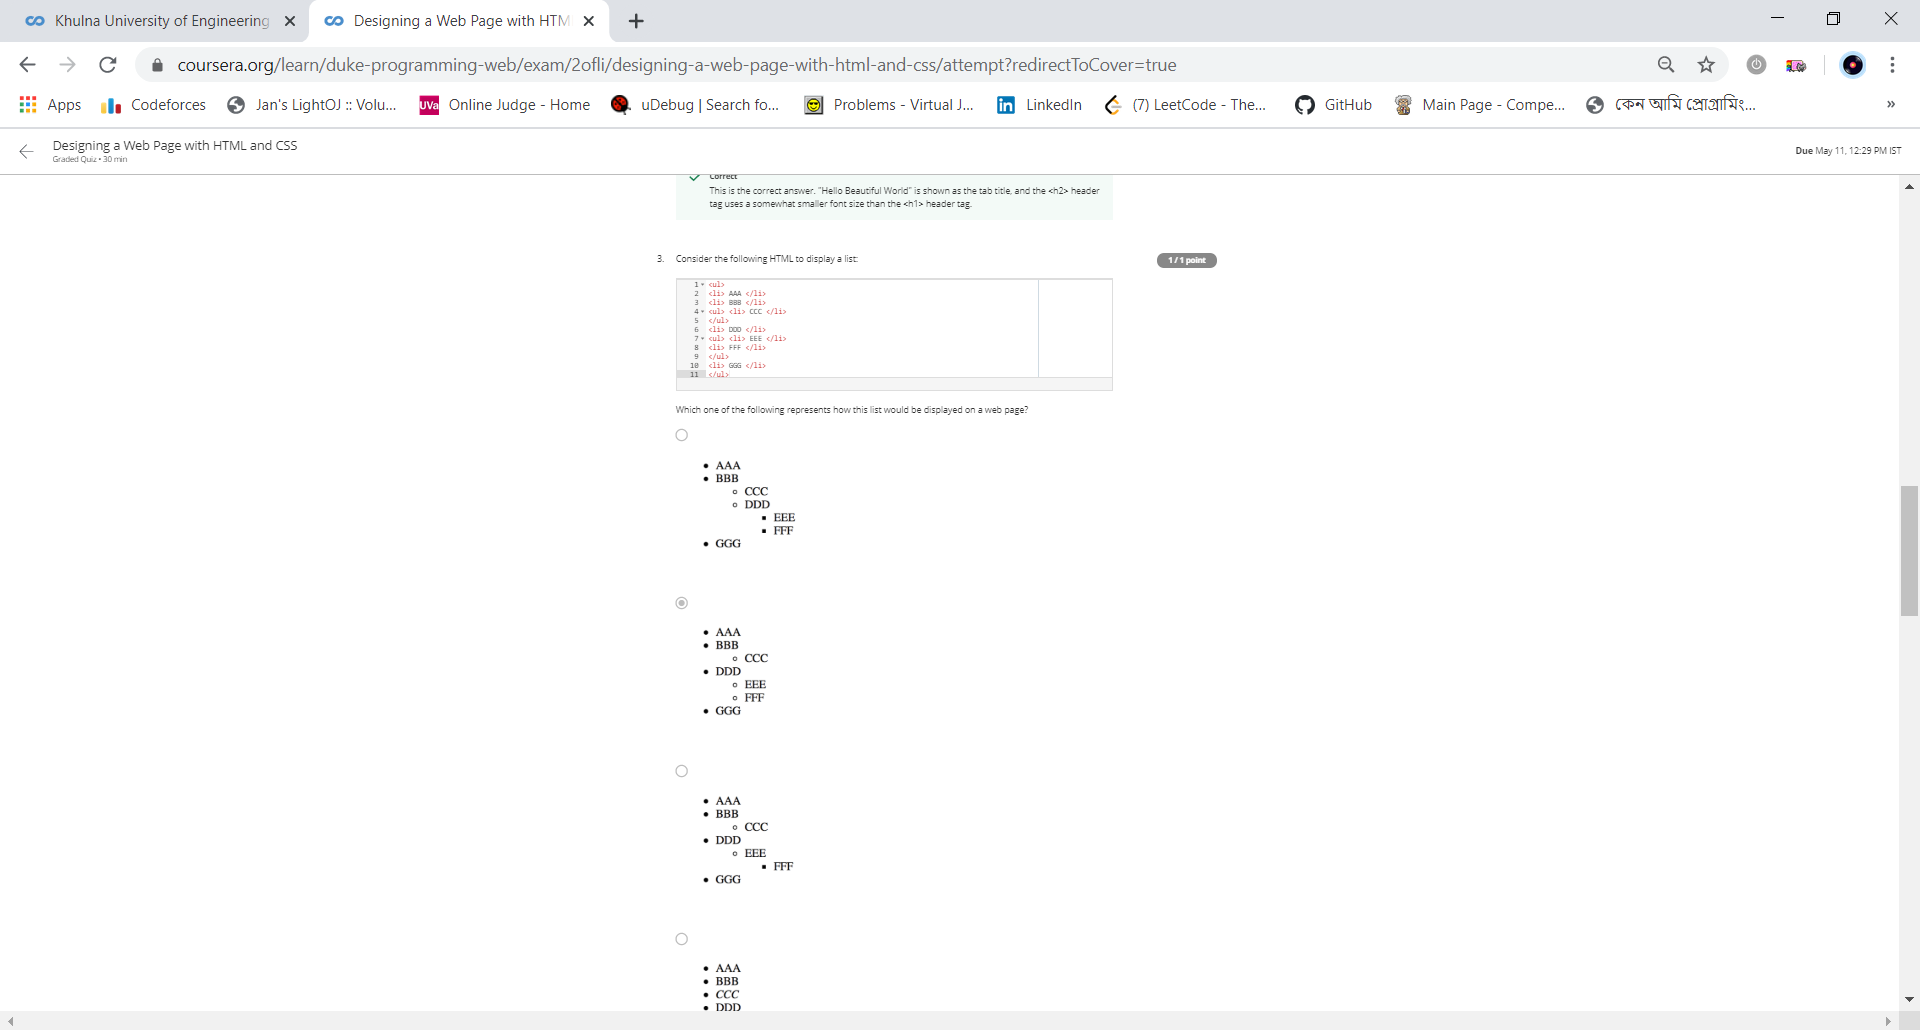 Khulna University of Engineering
Designing a Web Page with HTM
coursera.org/learn/duke-programming-web/exam/2ofli/designing-a-web-page-with-html-and-css/attempt?redirectToCover=true
Apps
Codeforces
Jan's LightOJ :: Volu...
UVa Online Judge - Home
uDebug | Search fo...
Problems - Virtual J...
in LinkedIn
(7) LeetCode - The...
GitHub
Main Page - Compe...
কেন আমি প্রোগ্রামিং...
»
Designing a Web Page with HTML and CSS
Graded Quiz • 30 min
Due May 11, 12:29 PM IST
Correct
This is the correct answer. "Hello Beautiful World" is shown as the tab title, and the <h2> header
tag uses a somewhat smaller font size than the <h1> header tag.
3. Consider the following HTML to display a list:
1 / 1 point
1 <ul>
2 <li> AAA </li>
3 <li> BBB </li>
4 <ul> <li> CCC </li>
5 </ul>
6 <li> DDD </li>
7 <ul> <li> EEE </li>
8 <li> FFF </li>
9 </ul>
10 <li> GGG </li>
11 </ul>
Which one of the following represents how this list would be displayed on a web page?
• AAA
• BBB
◦ CCC
◦ DDD
▪ EEE
▪ FFF
• GGG
• AAA
• BBB
◦ CCC
• DDD
◦ EEE
◦ FFF
• GGG
• AAA
• BBB
◦ CCC
• DDD
◦ EEE
▪ FFF
• GGG
• AAA
• BBB
• CCC
• DDD